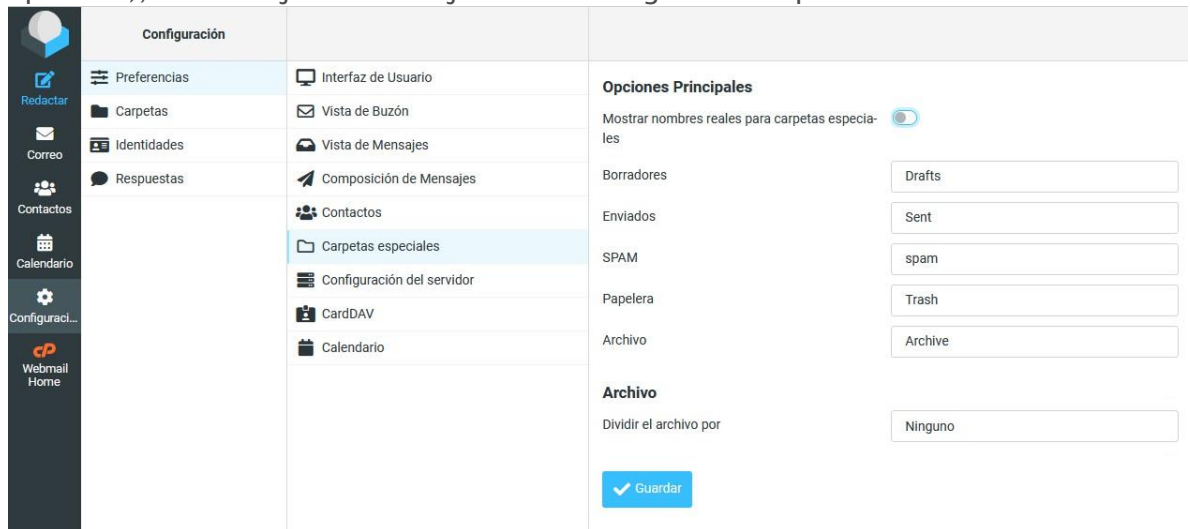 Configuración
Redactar
Correo
Contactos
Calendario
Configuraci...
cP
Webmail
Home
Preferencias
Carpetas
Identidades
Respuestas
Interfaz de Usuario
Vista de Buzón
Vista de Mensajes
Composición de Mensajes
Contactos
Carpetas especiales
Configuración del servidor
CardDAV
Calendario
Opciones Principales
Mostrar nombres reales para carpetas especia-
les
Borradores Drafts
Enviados Sent
SPAM spam
Papelera Trash
Archivo Archive
Archivo
Dividir el archivo por Ninguno
Guardar